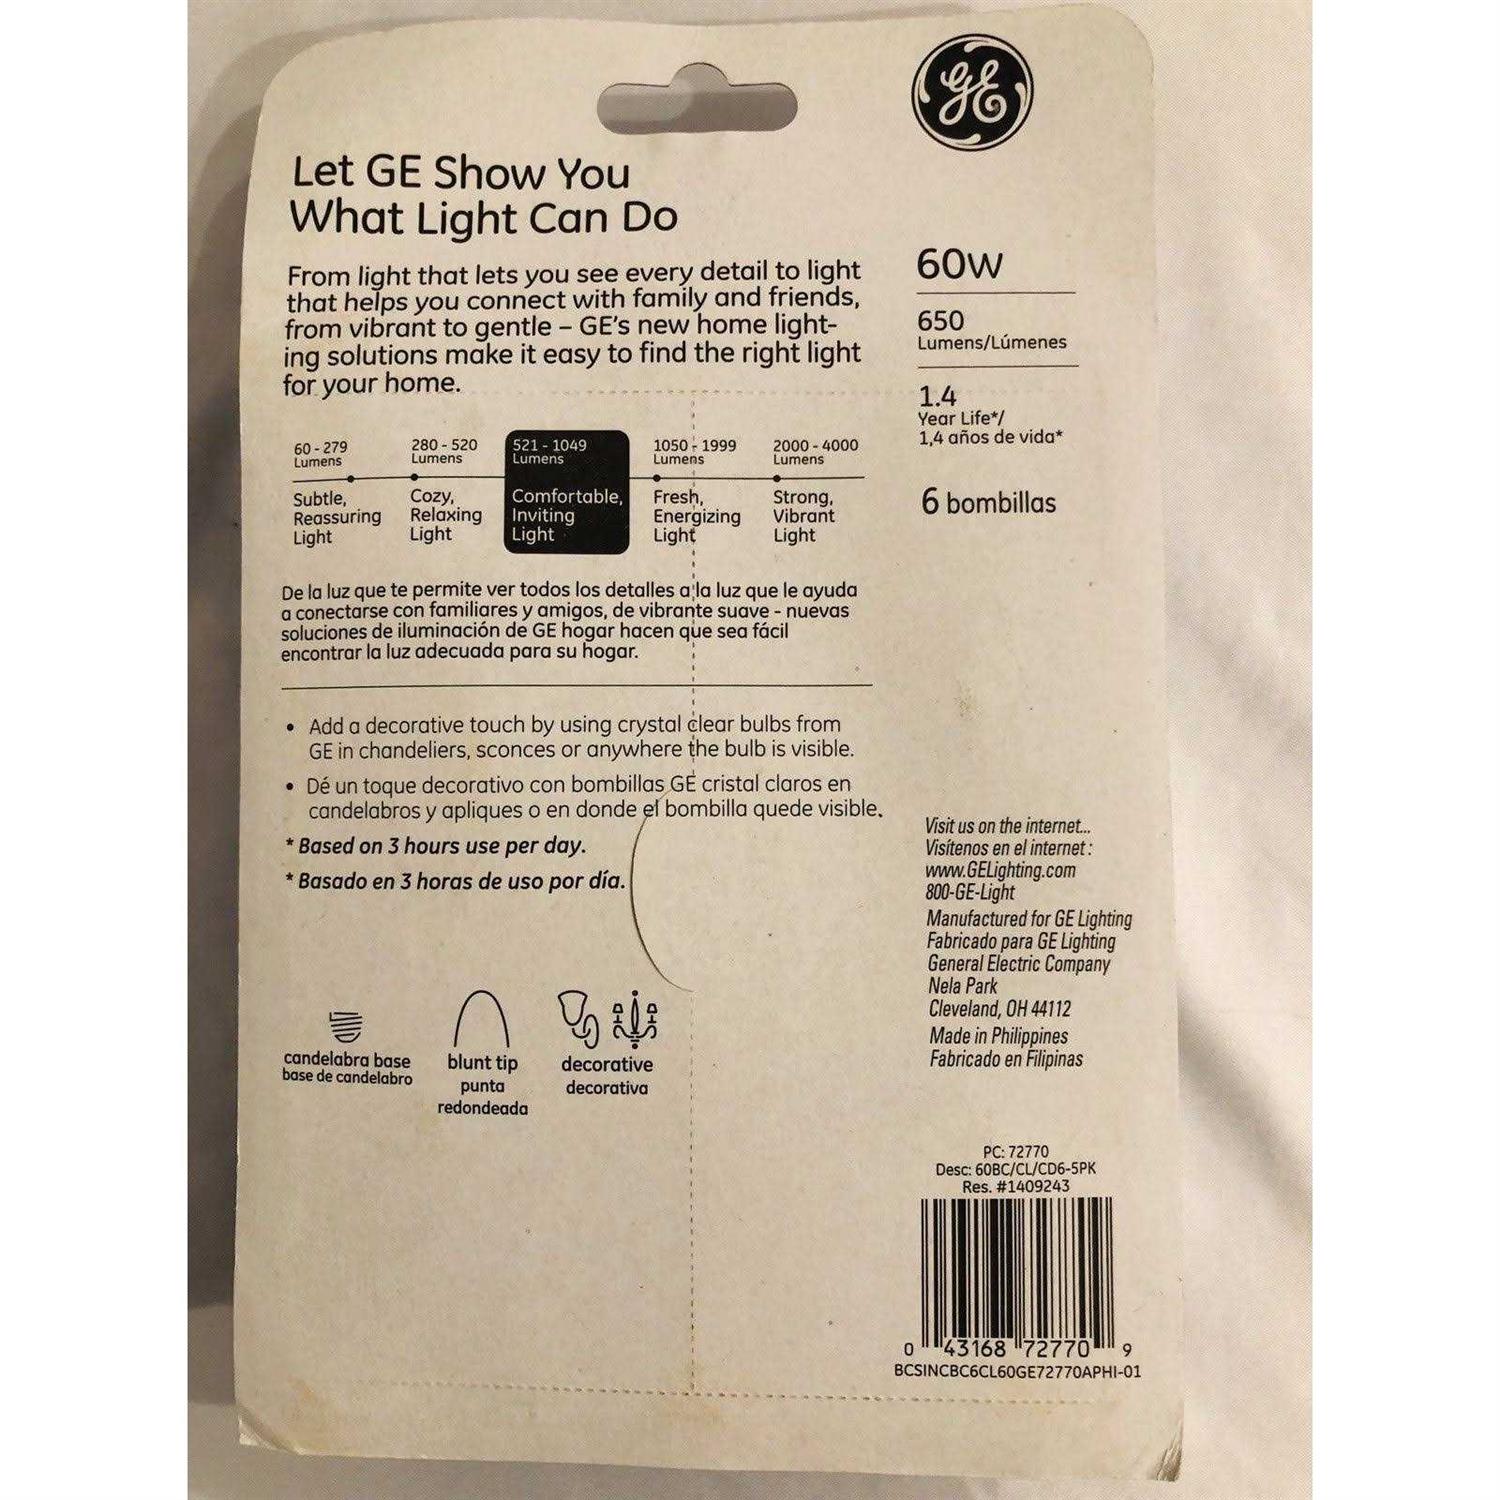 GE
Let GE Show You
What Light Can Do
From light that lets you see every detail to light
that helps you connect with family and friends,
from vibrant to gentle – GE's new home light-
ing solutions make it easy to find the right light
for your home.
60 - 279
Lumens
Subtle,
Reassuring
Light
280 - 520
Lumens
Cozy,
Relaxing
Light
521 - 1049
Lumens
Comfortable,
Inviting
Light
1050 - 1999
Lumens
Fresh,
Energizing
Light
2000 - 4000
Lumens
Strong,
Vibrant
Light
De la luz que te permite ver todos los detalles a la luz que le ayuda
a conectarse con familiares y amigos, de vibrante suave - nuevas
soluciones de iluminación de GE hogar hacen que sea fácil
encontrar la luz adecuada para su hogar.
• Add a decorative touch by using crystal clear bulbs from
GE in chandeliers, sconces or anywhere the bulb is visible.
• Dé un toque decorativo con bombillas GE cristal claros en
candelabros y apliques o en donde el bombilla quede visible.
* Based on 3 hours use per day.
* Basado en 3 horas de uso por día.
candelabra base
base de candelabro
blunt tip
punta
redondeada
decorative
decorativa
60W
650
Lumens/Lúmenes
1.4
Year Life*/
1,4 años de vida*
6 bombillas
Visit us on the internet...
Visítenos en el internet :
www.GELighting.com
800-GE-Light
Manufactured for GE Lighting
Fabricado para GE Lighting
General Electric Company
Nela Park
Cleveland, OH 44112
Made in Philippines
Fabricado en Filipinas
PC: 72770
Desc: 60BC/CL/CD6-5PK
Res. #1409243
0 43168 72770 9
BCSINCBC6CL60GE72770APHI-01